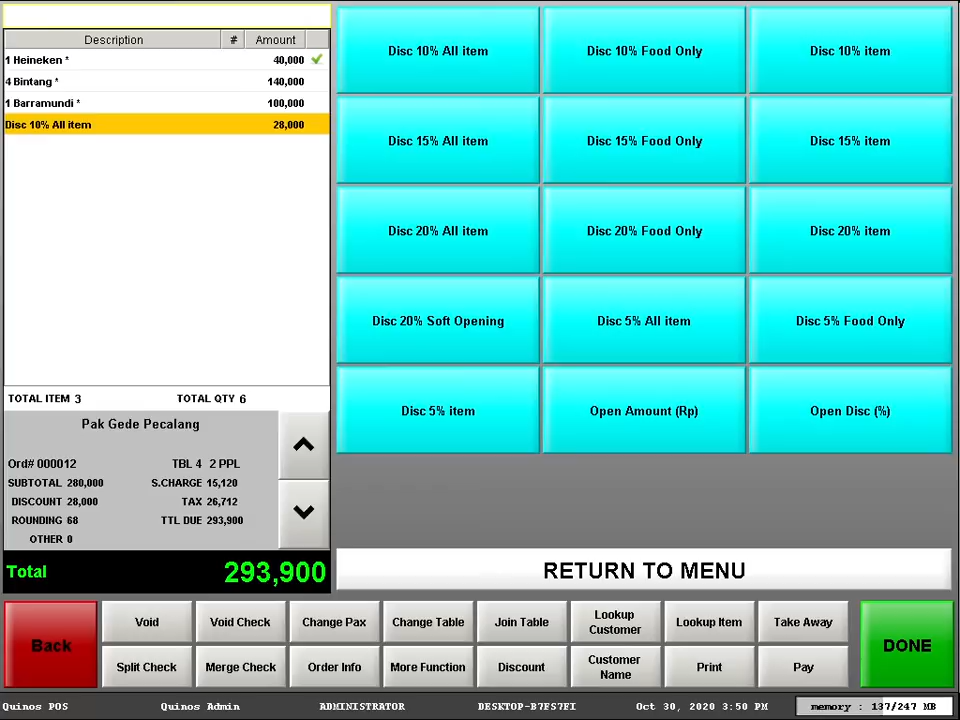 Description # Amount
1 Heineken * 40,000
4 Bintang * 140,000
1 Barramundi * 100,000
Disc 10% All item 28,000
TOTAL ITEM 3 TOTAL QTY 6
Pak Gede Pecalang
Ord# 000012 TBL 4 2 PPL
SUBTOTAL 280,000 S.CHARGE 15,120
DISCOUNT 28,000 TAX 26,712
ROUNDING 68 TTL DUE 293,900
OTHER 0
Total 293,900
Disc 10% All item Disc 10% Food Only Disc 10% item
Disc 15% All item Disc 15% Food Only Disc 15% item
Disc 20% All item Disc 20% Food Only Disc 20% item
Disc 20% Soft Opening Disc 5% All item Disc 5% Food Only
Disc 5% item Open Amount (Rp) Open Disc (%)
RETURN TO MENU
Back
Void Void Check Change Pax Change Table Join Table Lookup Customer Lookup Item Take Away
Split Check Merge Check Order Info More Function Discount Customer Name Print Pay
DONE
Quinos POS Quinos Admin ADMINISTRATOR DESKTOP-B7FS7EI Oct 30, 2020 3:50 PM memory : 137/247 MB